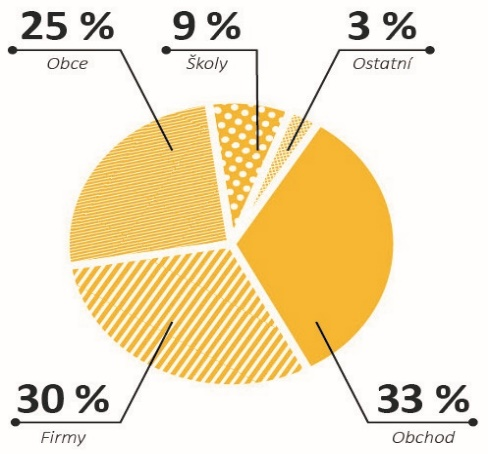 25 %
Obce
9 %
Školy
3 %
Ostatní
30 %
Firmy
33 %
Obchod